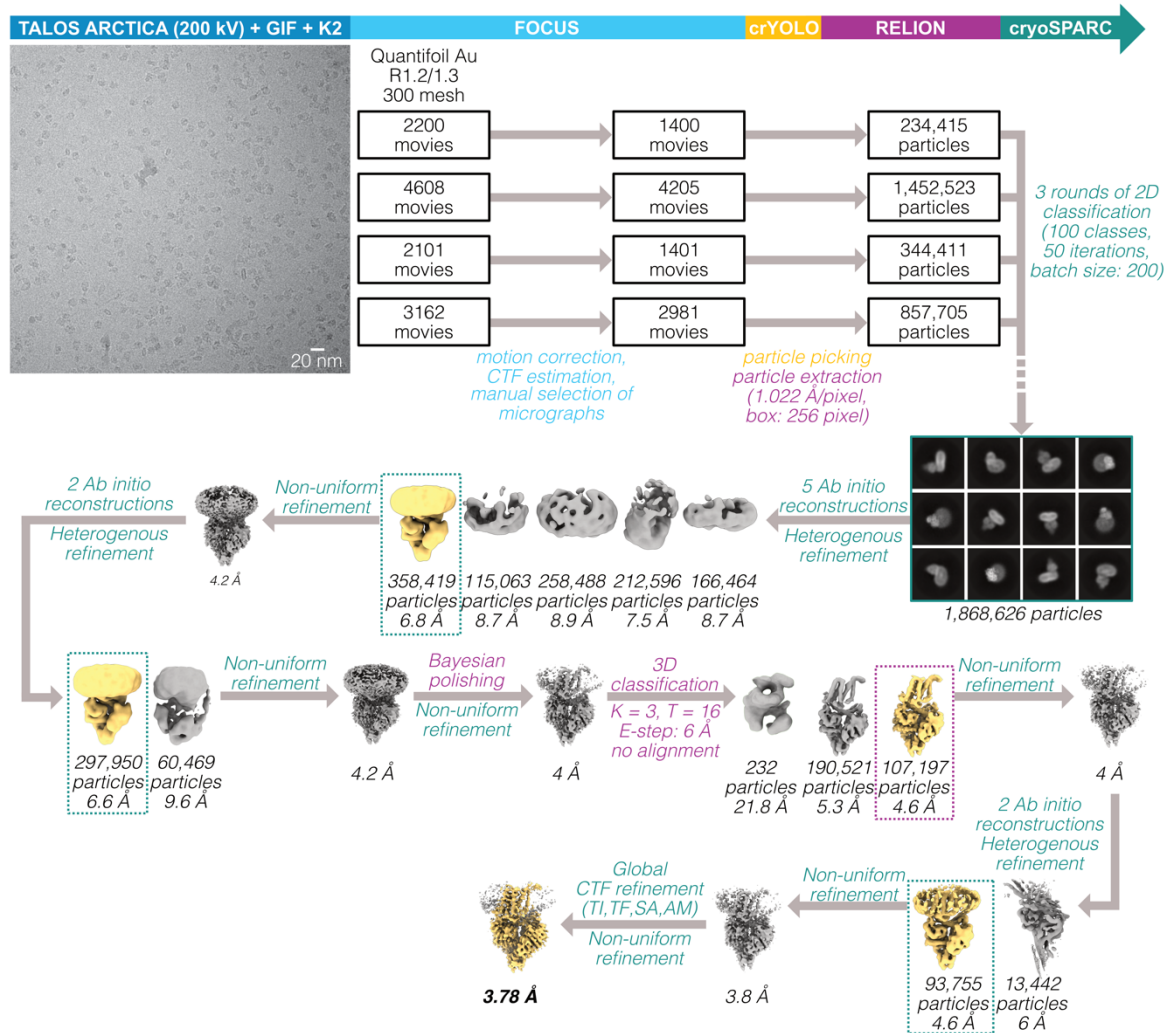 TALOS ARCTICA (200 kV) + GIF + K2
FOCUS
crYOLO
RELION
cryoSPARC
Quantifoil Au
R1.2/1.3
300 mesh
2200
movies
1400
movies
234,415
particles
4608
movies
4205
movies
1,452,523
particles
2101
movies
1401
movies
344,411
particles
3162
movies
2981
movies
857,705
particles
20 nm
3 rounds of 2D
classification
(100 classes,
50 iterations,
batch size: 200)
motion correction,
CTF estimation,
manual selection of
micrographs
particle picking
particle extraction
(1.022 Å/pixel,
box: 256 pixel)
1,868,626 particles
5 Ab initio
reconstructions
Heterogenous
refinement
358,419
particles
6.8 Å
115,063
particles
8.7 Å
258,488
particles
8.9 Å
212,596
particles
7.5 Å
166,464
particles
8.7 Å
Non-uniform
refinement
4.2 Å
2 Ab initio
reconstructions
Heterogenous
refinement
297,950
particles
6.6 Å
60,469
particles
9.6 Å
Non-uniform
refinement
4.2 Å
Bayesian
polishing
Non-uniform
refinement
4 Å
3D
classification
K = 3, T = 16
E-step: 6 Å
no alignment
232
particles
21.8 Å
190,521
particles
5.3 Å
107,197
particles
4.6 Å
Non-uniform
refinement
4 Å
2 Ab initio
reconstructions
Heterogenous
refinement
93,755
particles
4.6 Å
13,442
particles
6 Å
Non-uniform
refinement
3.8 Å
Global
CTF refinement
(TI,TF,SA,AM)
Non-uniform
refinement
3.78 Å